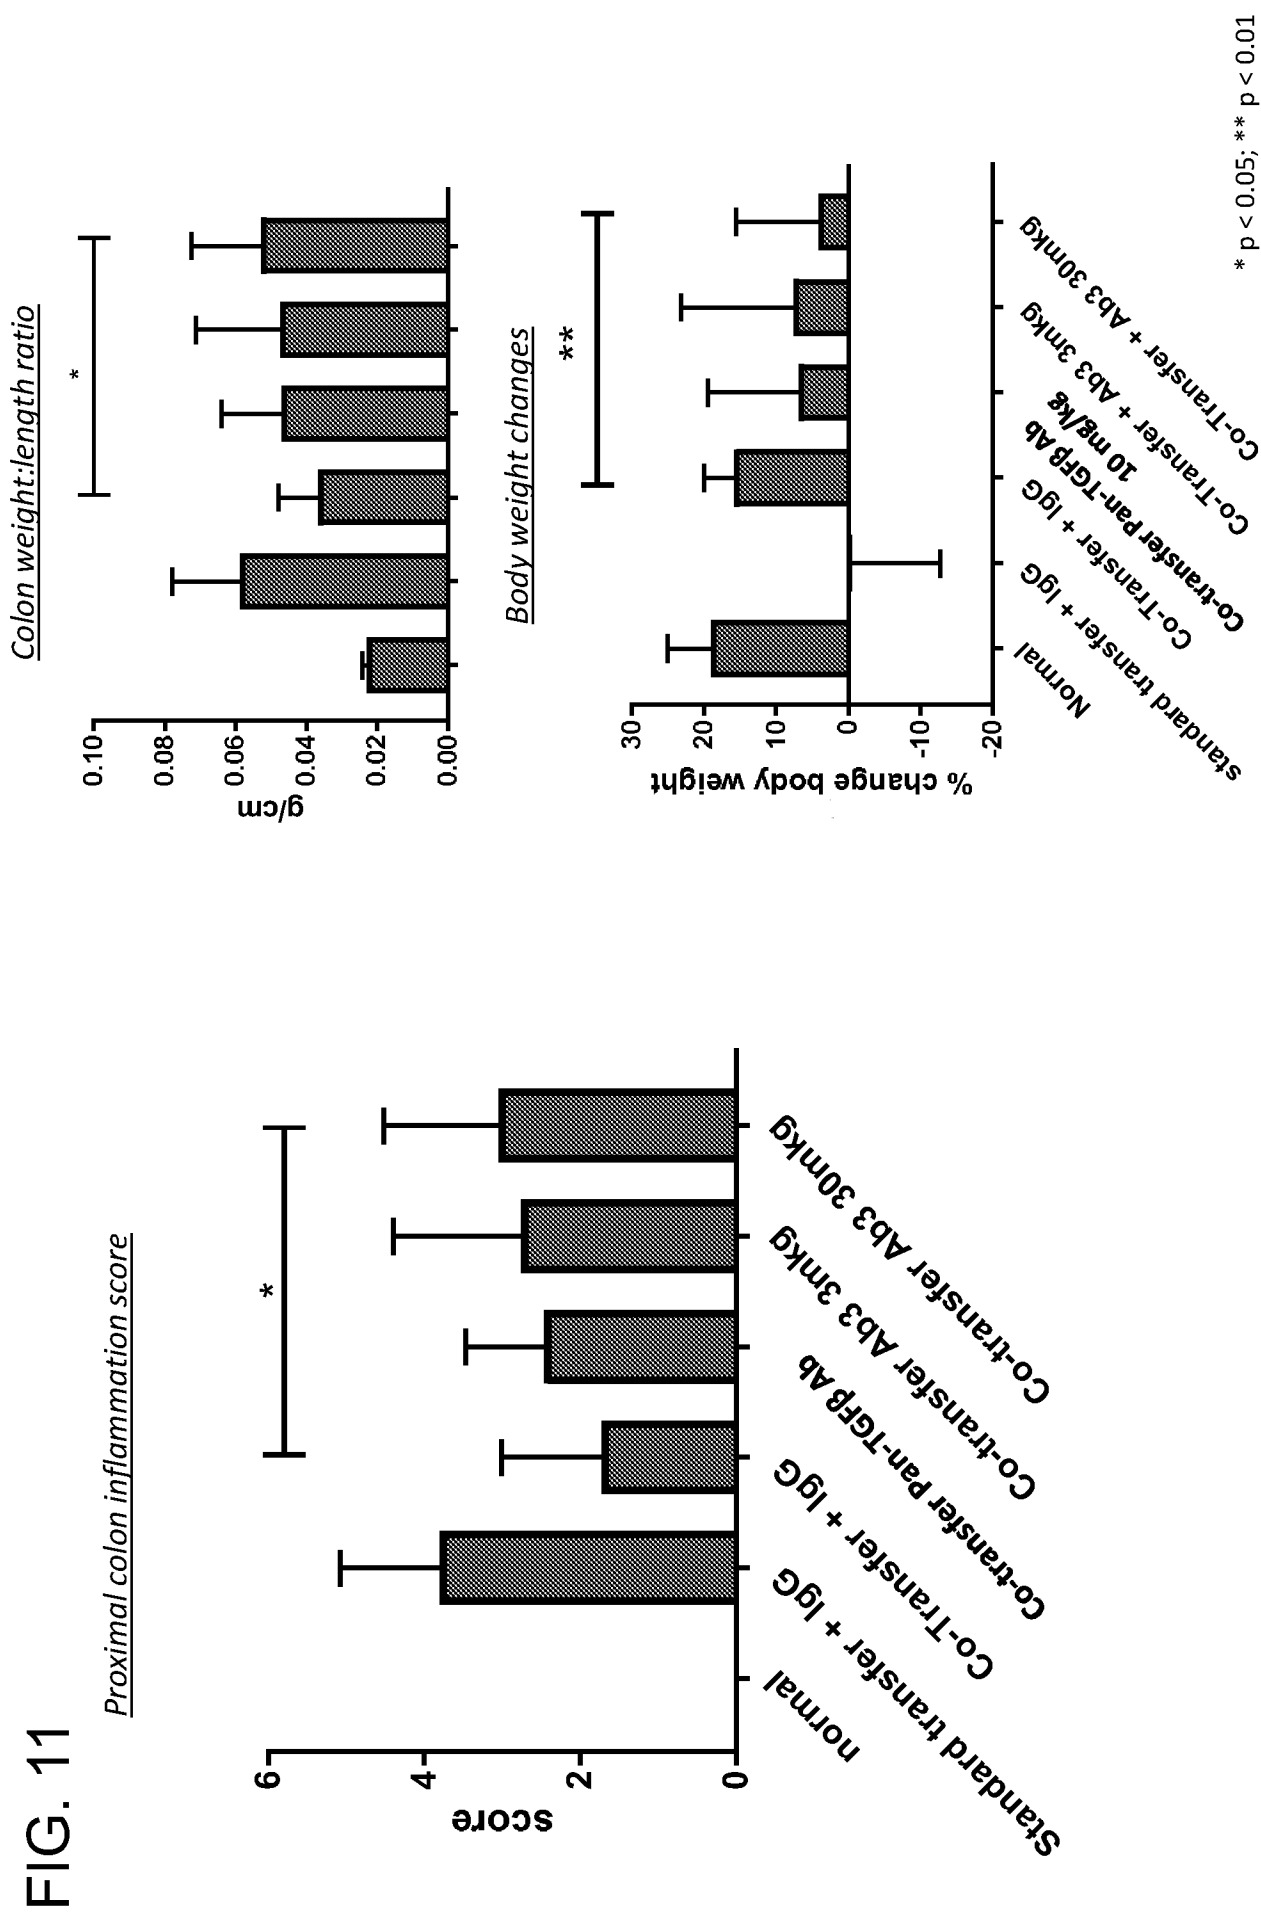 FIG. 11
Proximal colon inflammation score
*
6
4
2
0
score
normal
Standard transfer + IgG
Co-Transfer + IgG
Co-transfer Pan-TGFβ Ab
Co-transfer Ab3 3mkg
Co-transfer Ab3 30mkg
Colon weight:length ratio
*
0.10
0.08
0.06
0.04
0.02
0.00
g/cm
Body weight changes
**
30
20
10
0
-10
-20
% change body weight
Normal
standard transfer + IgG
Co-Transfer + IgG
Co-transfer Pan-TGFβ Ab
10 mg/kg
Co-Transfer + Ab3 3mkg
Co-Transfer + Ab3 30mkg
* p < 0.05; ** p < 0.01